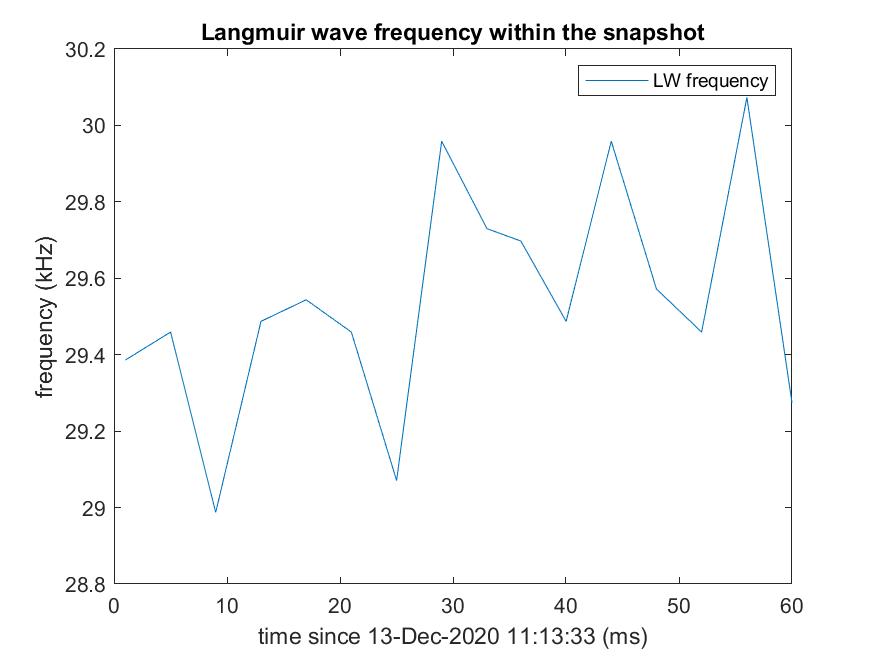 Langmuir wave frequency within the snapshot
LW frequency
30.2
30
29.8
29.6
29.4
29.2
29
28.8
frequency (kHz)
0 10 20 30 40 50 60
time since 13-Dec-2020 11:13:33 (ms)